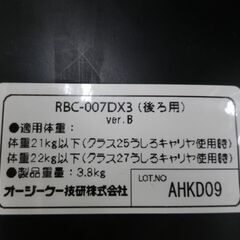 RBC-007DX3 (後ろ用)
ver.B
●適用体重：
体重21kg以下(クラス25うしろキャリヤ使用時)
体重22kg以下(クラス27うしろキャリヤ使用時)
●製品重量：3.8kg
オージーケー技研株式会社
LOT.NO
AHKD09